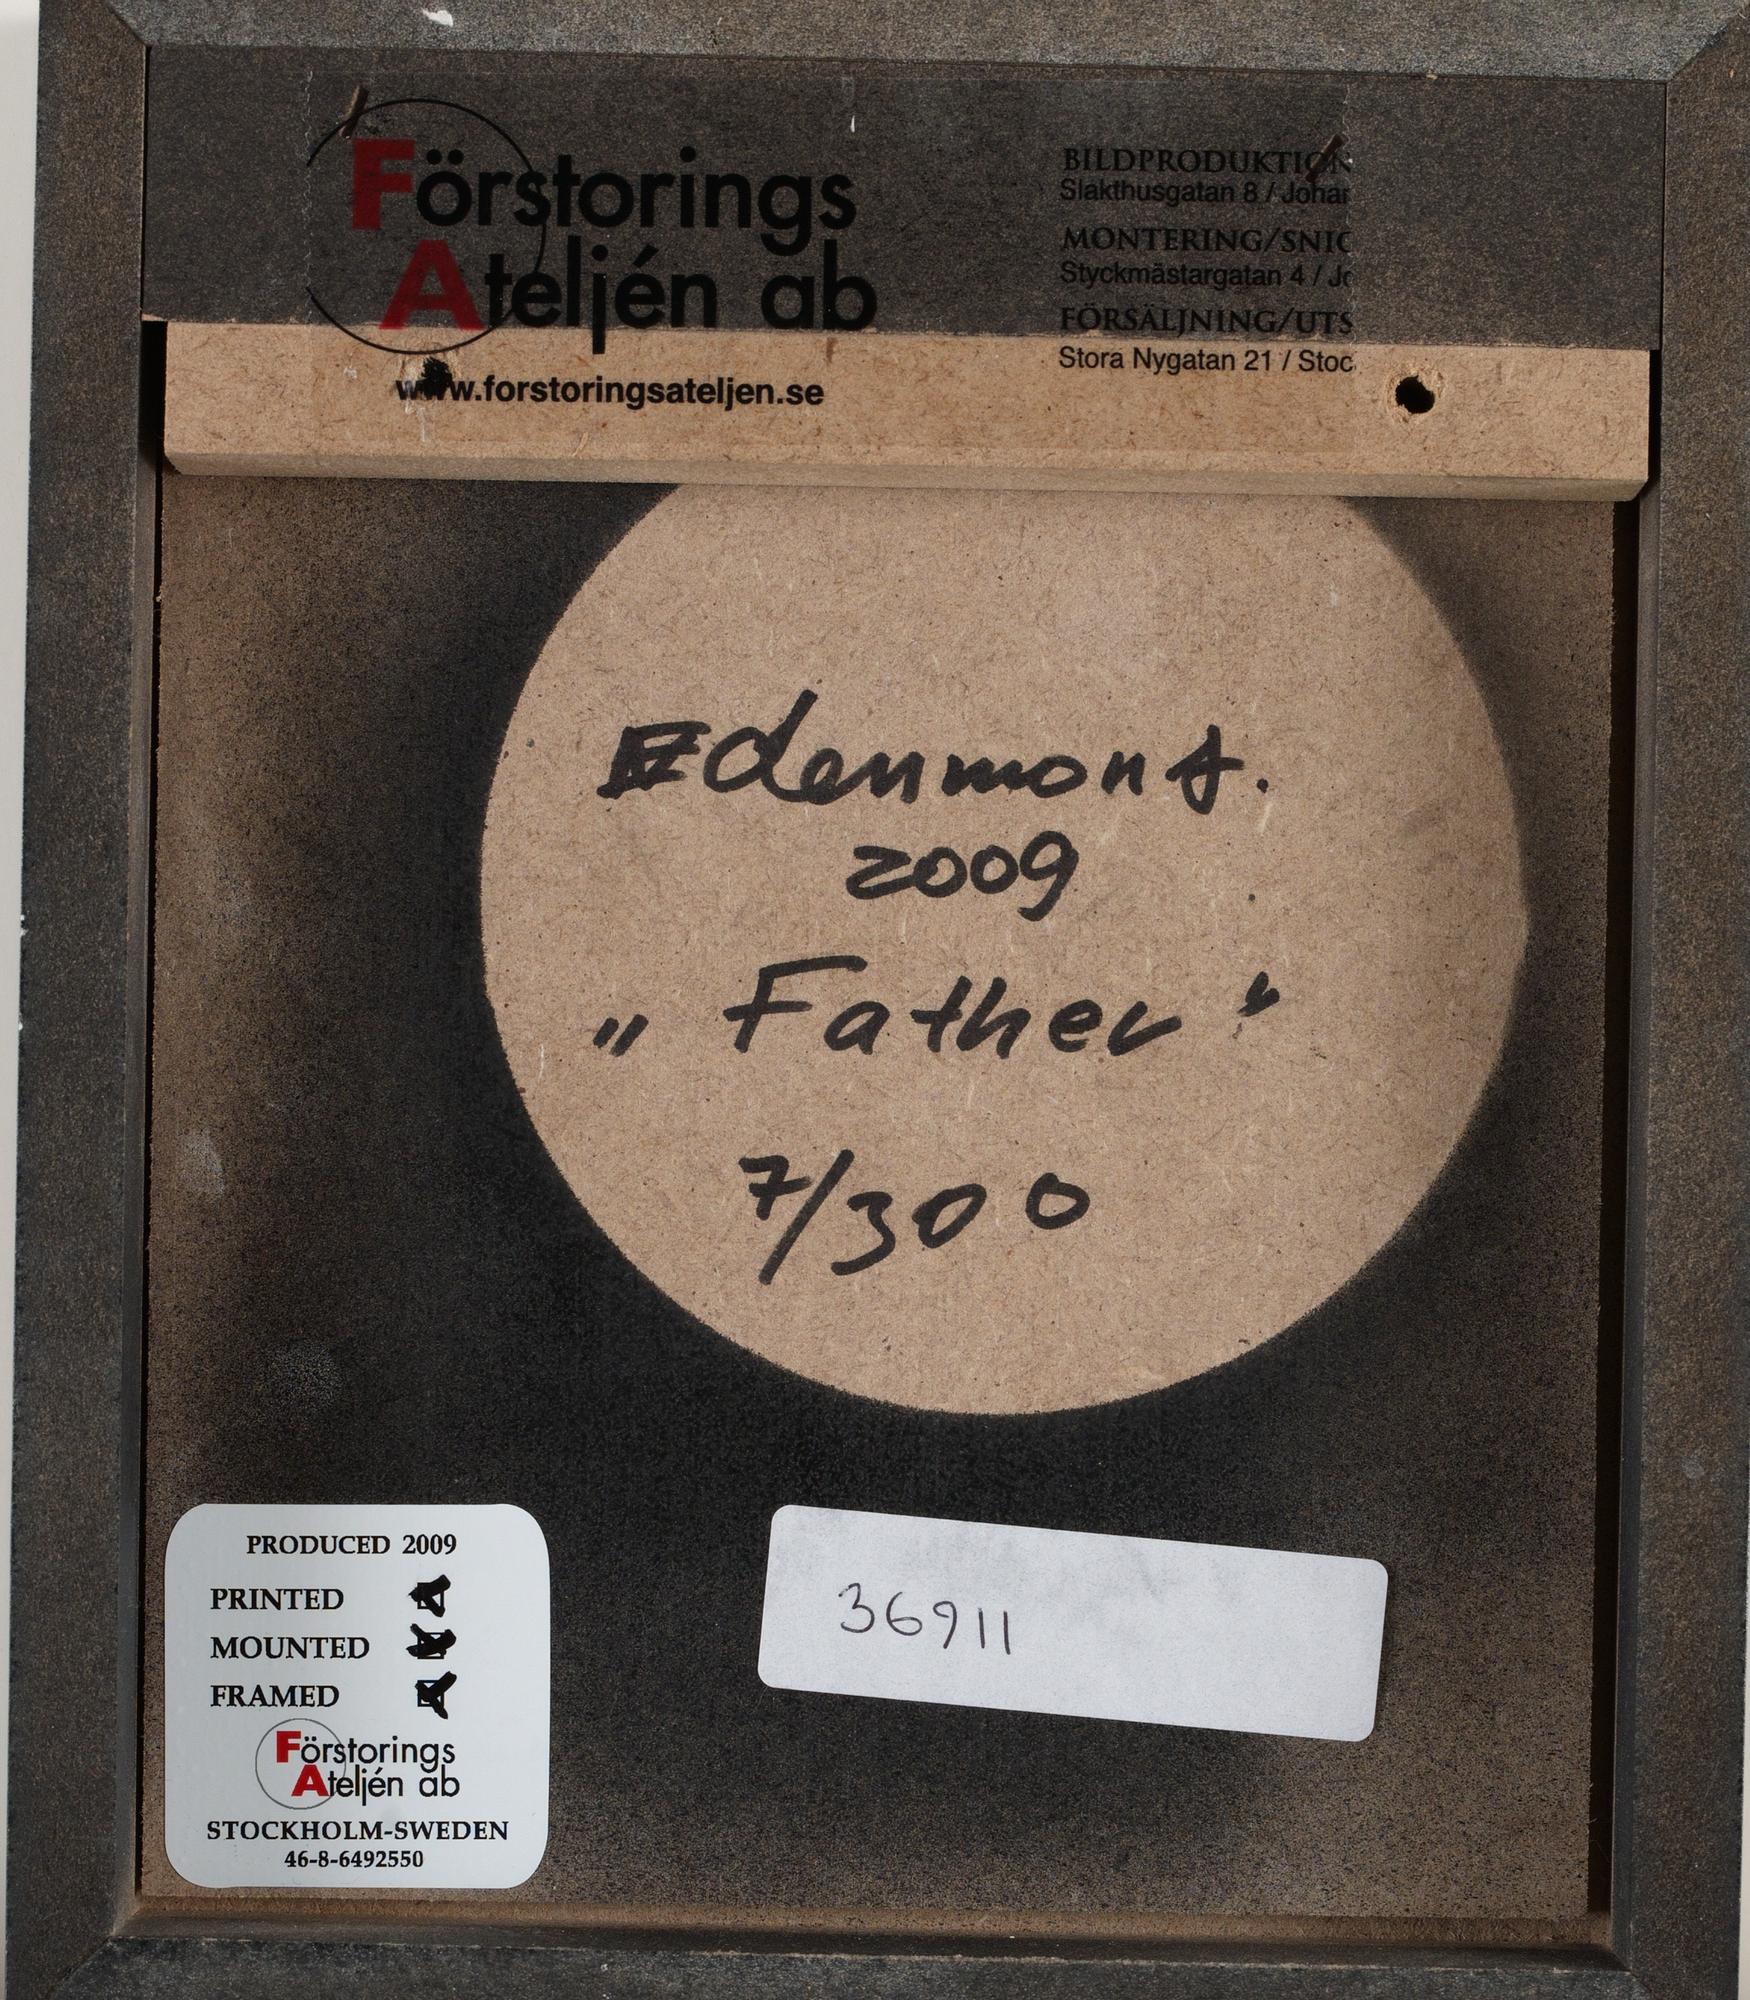 Förstorings
Ateljén ab
www.forstoringsateljen.se
BILDPRODUKTION
Slakthusgatan 8 / Johan
MONTERING/SNIC
Styckmästargatan 4 / Jo
FÖRSÄLJNING/UTS
Stora Nygatan 21 / Stoc
Edenmont.
2009
„ Father "
7/300
PRODUCED 2009
PRINTED
MOUNTED
FRAMED
Förstorings
Ateljén ab
STOCKHOLM-SWEDEN
46-8-6492550
36911